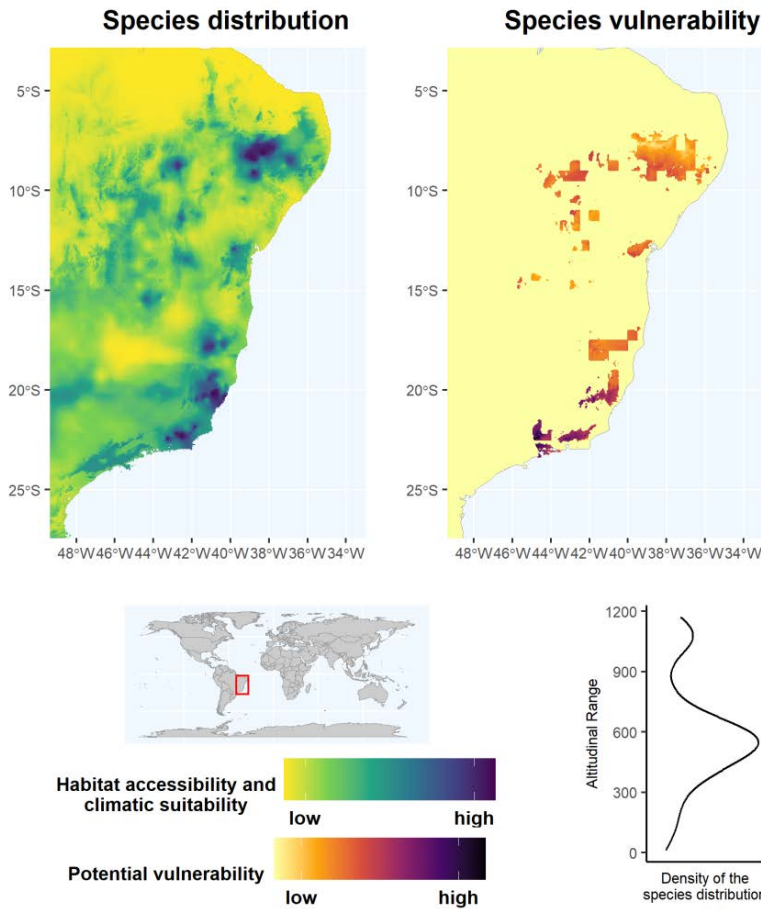 Species distribution
Species vulnerability
5°S
10°S
15°S
20°S
25°S
48°W46°W44°W42°W40°W38°W36°W34°W
5°S
10°S
15°S
20°S
25°S
48°W46°W44°W42°W40°W38°W36°W34°W
Habitat accessibility and
climatic suitability
low high
Potential vulnerability
low high
1200
900
600
300
0
Altitudinal Range
Density of the
species distribution